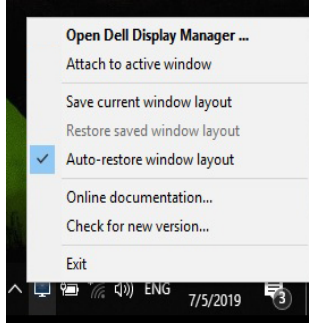 Open Dell Display Manager ...
Attach to active window
Save current window layout
Restore saved window layout
Auto-restore window layout
Online documentation...
Check for new version...
Exit
ENG
7/5/2019
3